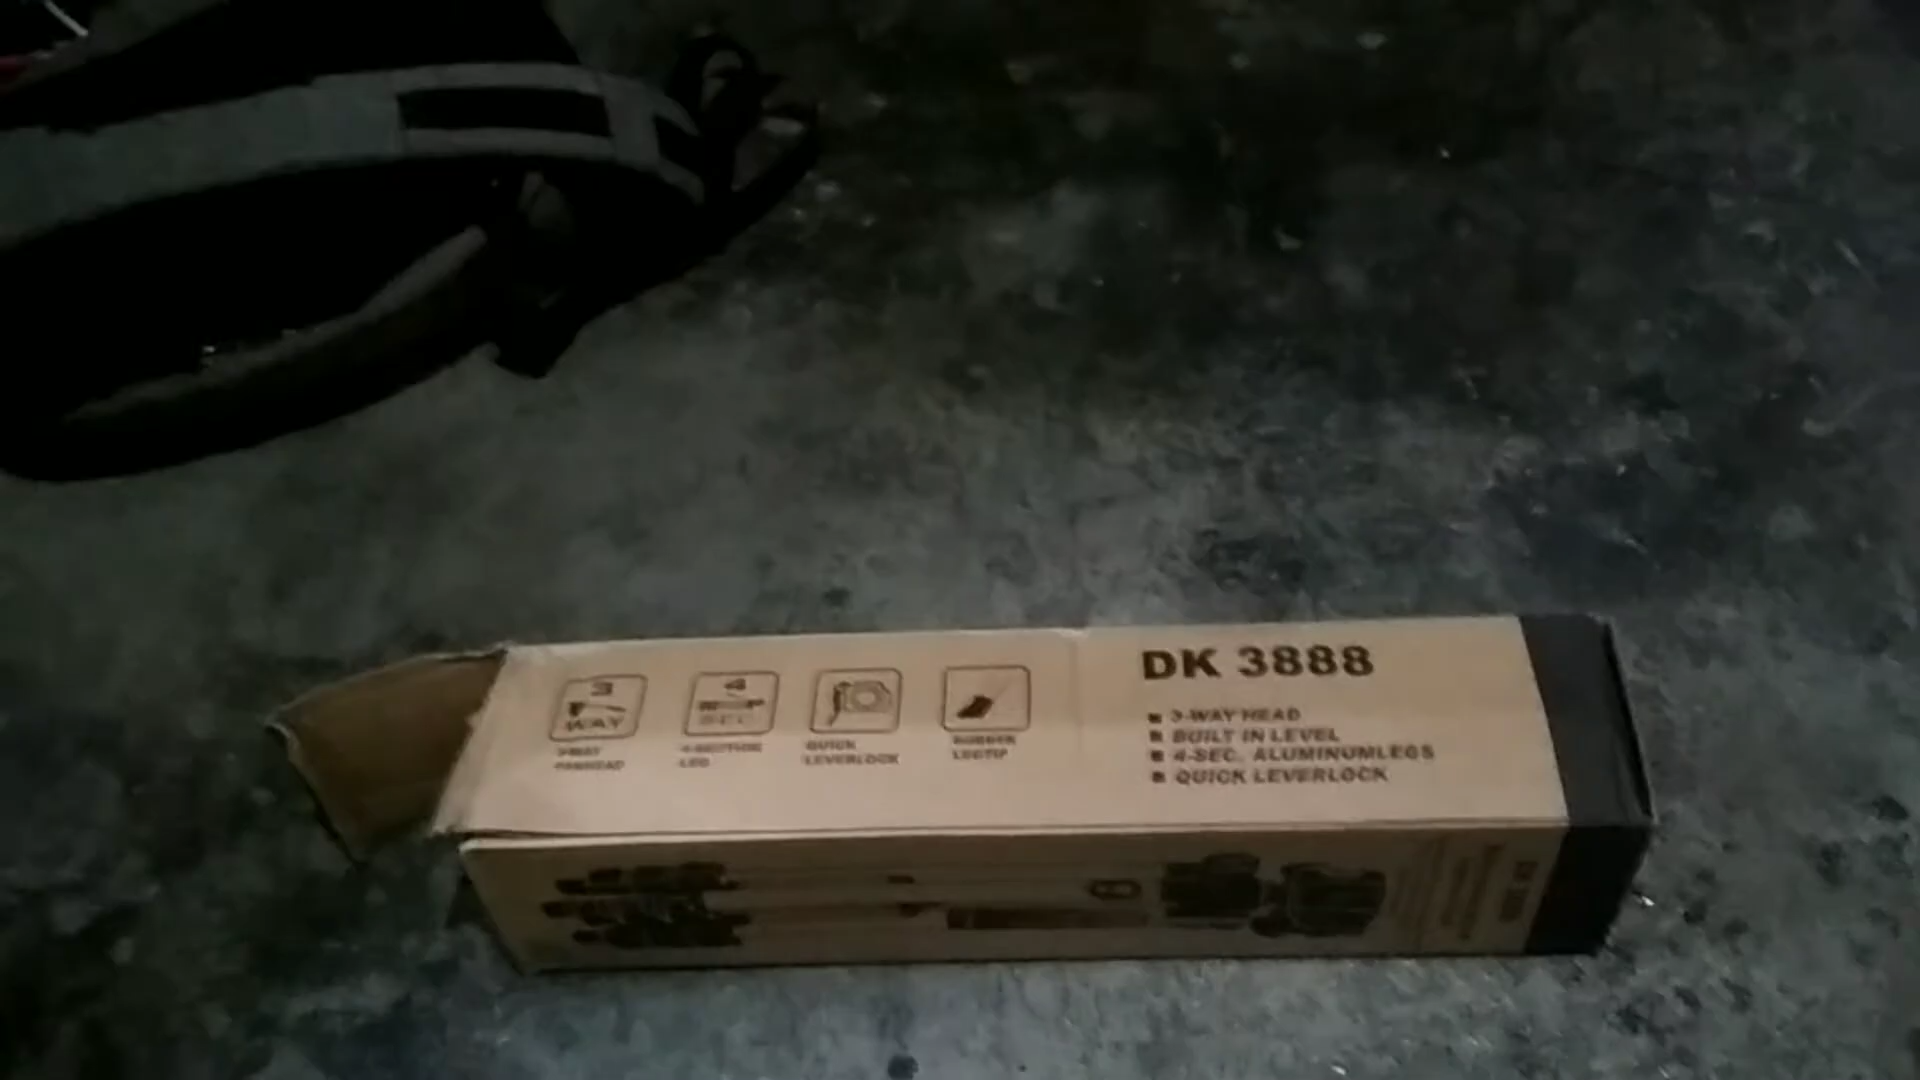 3
WAY
3-WAY
PANHEAD
4
SEC
4-SECTION
LEG
QUICK
LEVERLOCK
RUBBER
LEGTIP
DK 3888
3-WAY HEAD
BUILT IN LEVEL
4-SEC. ALUMINUMLEGS
QUICK LEVERLOCK